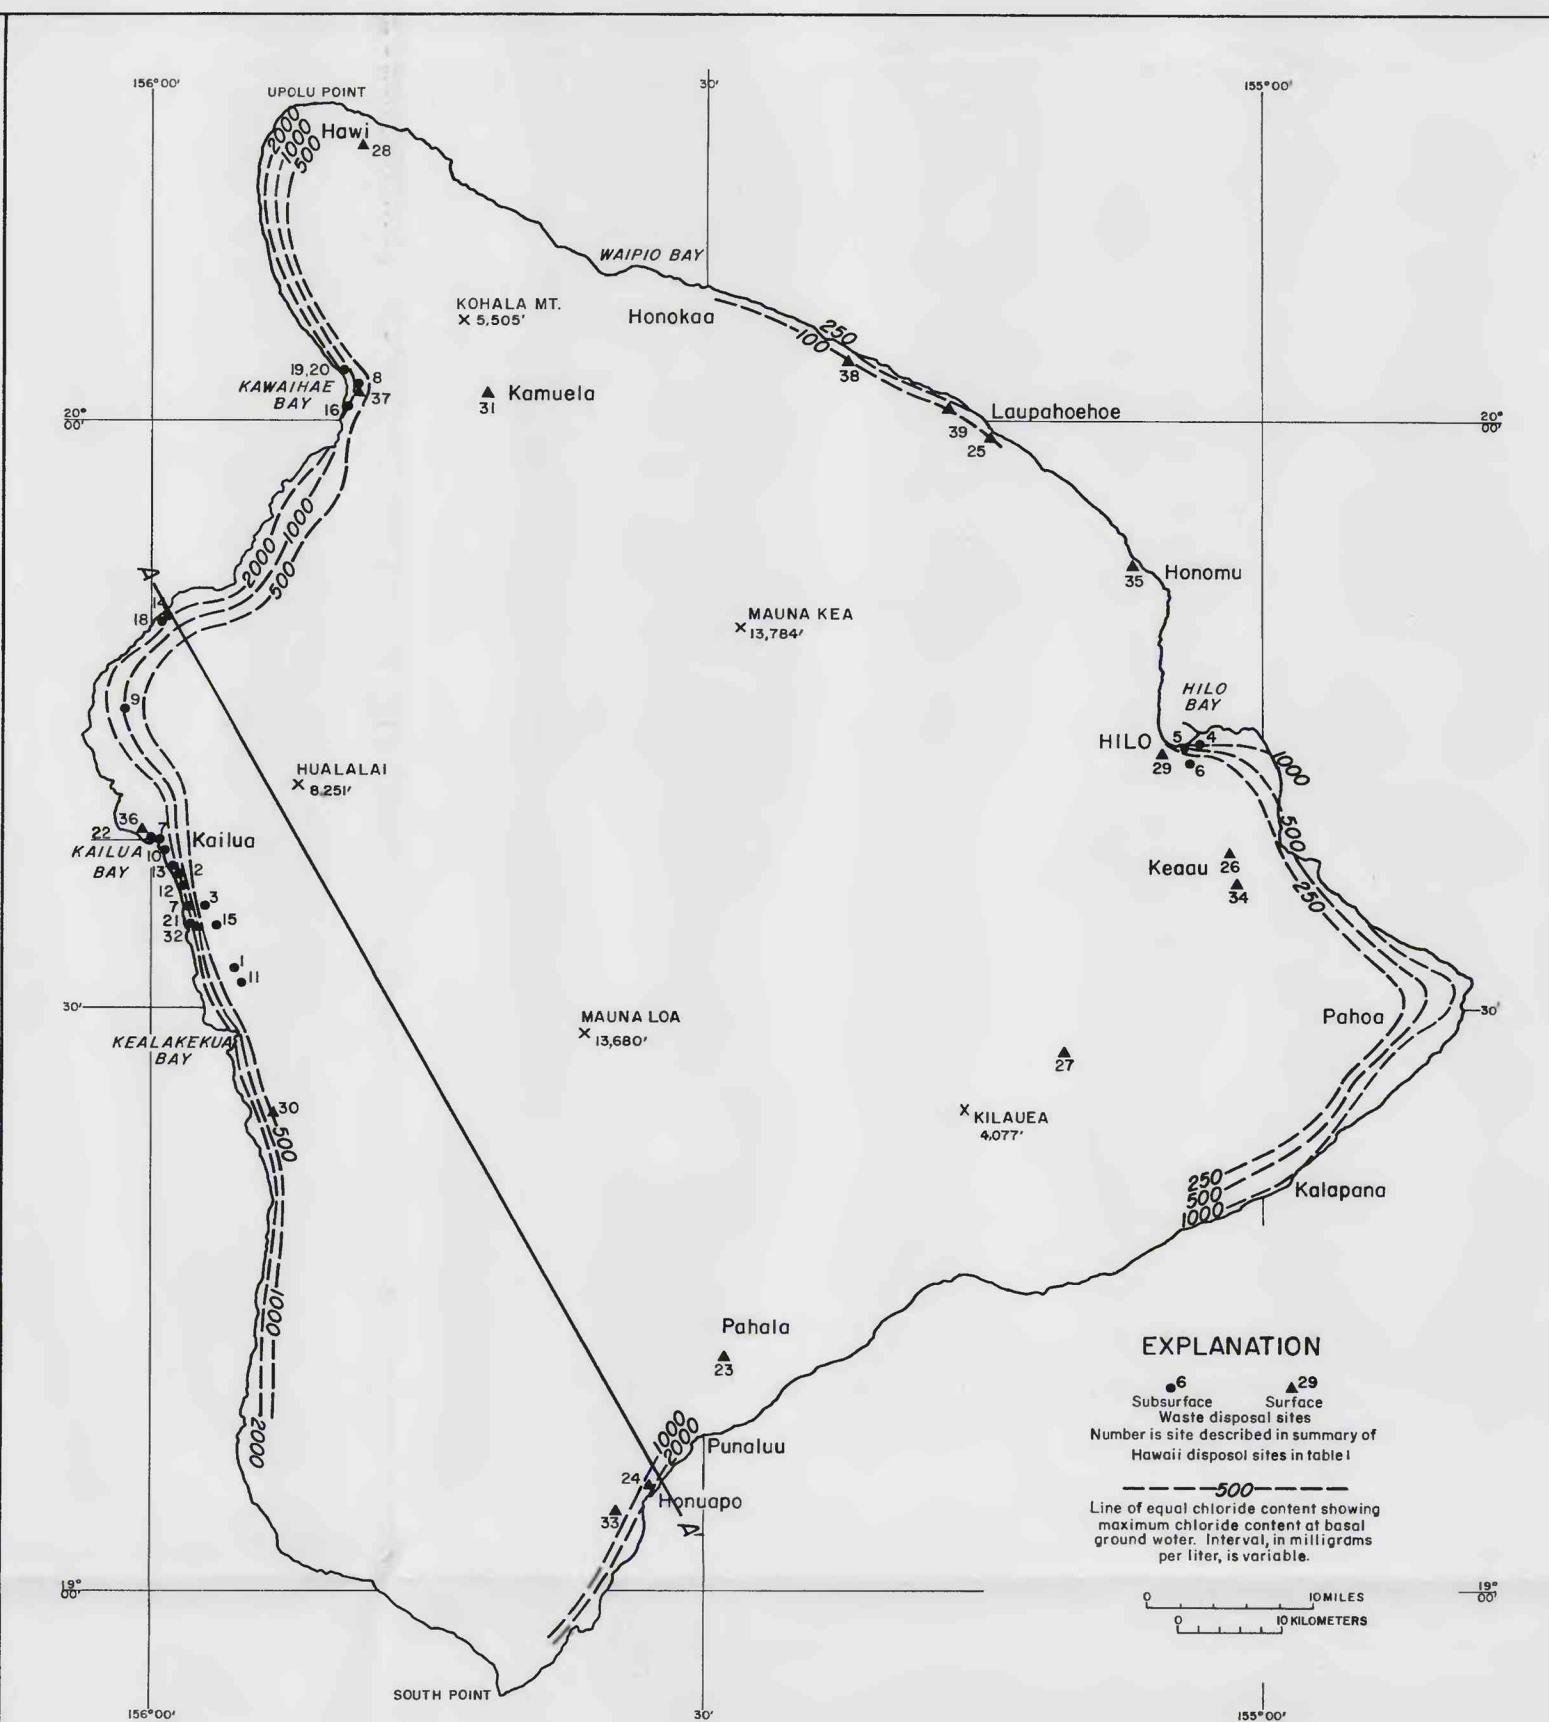 156°00'
30'
155°00'
UPOLU POINT
2000
1000
500
Hawi
28
WAIPIO BAY
KOHALA MT.
5,505'
Honokaa
250
100
38
19,20
8
KAWAIHAE
BAY
37
16
31
Kamuela
20°
00'
39
25
Laupahoehoe
20°
00'
2000
1000
500
A
14
18
35
Honomu
MAUNA KEA
13,784'
9
HILO
BAY
HILO
5
4
29
6
1000
HUALALAI
8,251'
500
36
22
7
Kailua
KAILUA
BAY
10
13
2
12
7
3
21
15
32
1
11
Keaau
26
34
250
30'
KEALAKEKUA
BAY
MAUNA LOA
13,680'
Pahoa
30'
27
30
500
KILAUEA
4,077'
250
500
1000
Kalapana
1000
2000
Pahala
23
1000
2000
Punaluu
24
Honuapo
33
A'
EXPLANATION
6
29
Subsurface
Surface
Waste disposal sites
Number is site described in summary of
Hawaii disposol sites in table 1
500
Line of equal chloride content showing
maximum chloride content at basal
ground water. Interval, in milligrams
per liter, is variable.
0
10 MILES
0
10 KILOMETERS
19°
00'
19°
00'
SOUTH POINT
156°00'
30'
155°00'